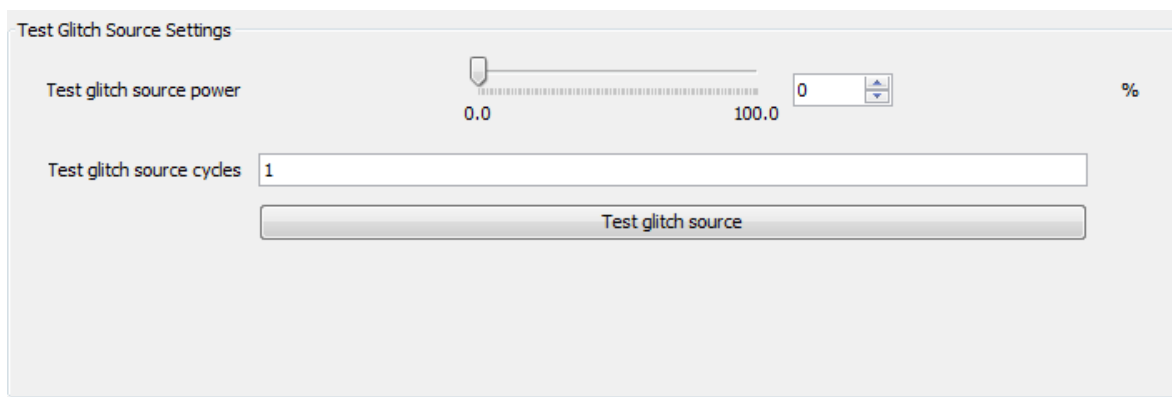 Test Glitch Source Settings
Test glitch source power 0 %
0.0 100.0
Test glitch source cycles 1
Test glitch source